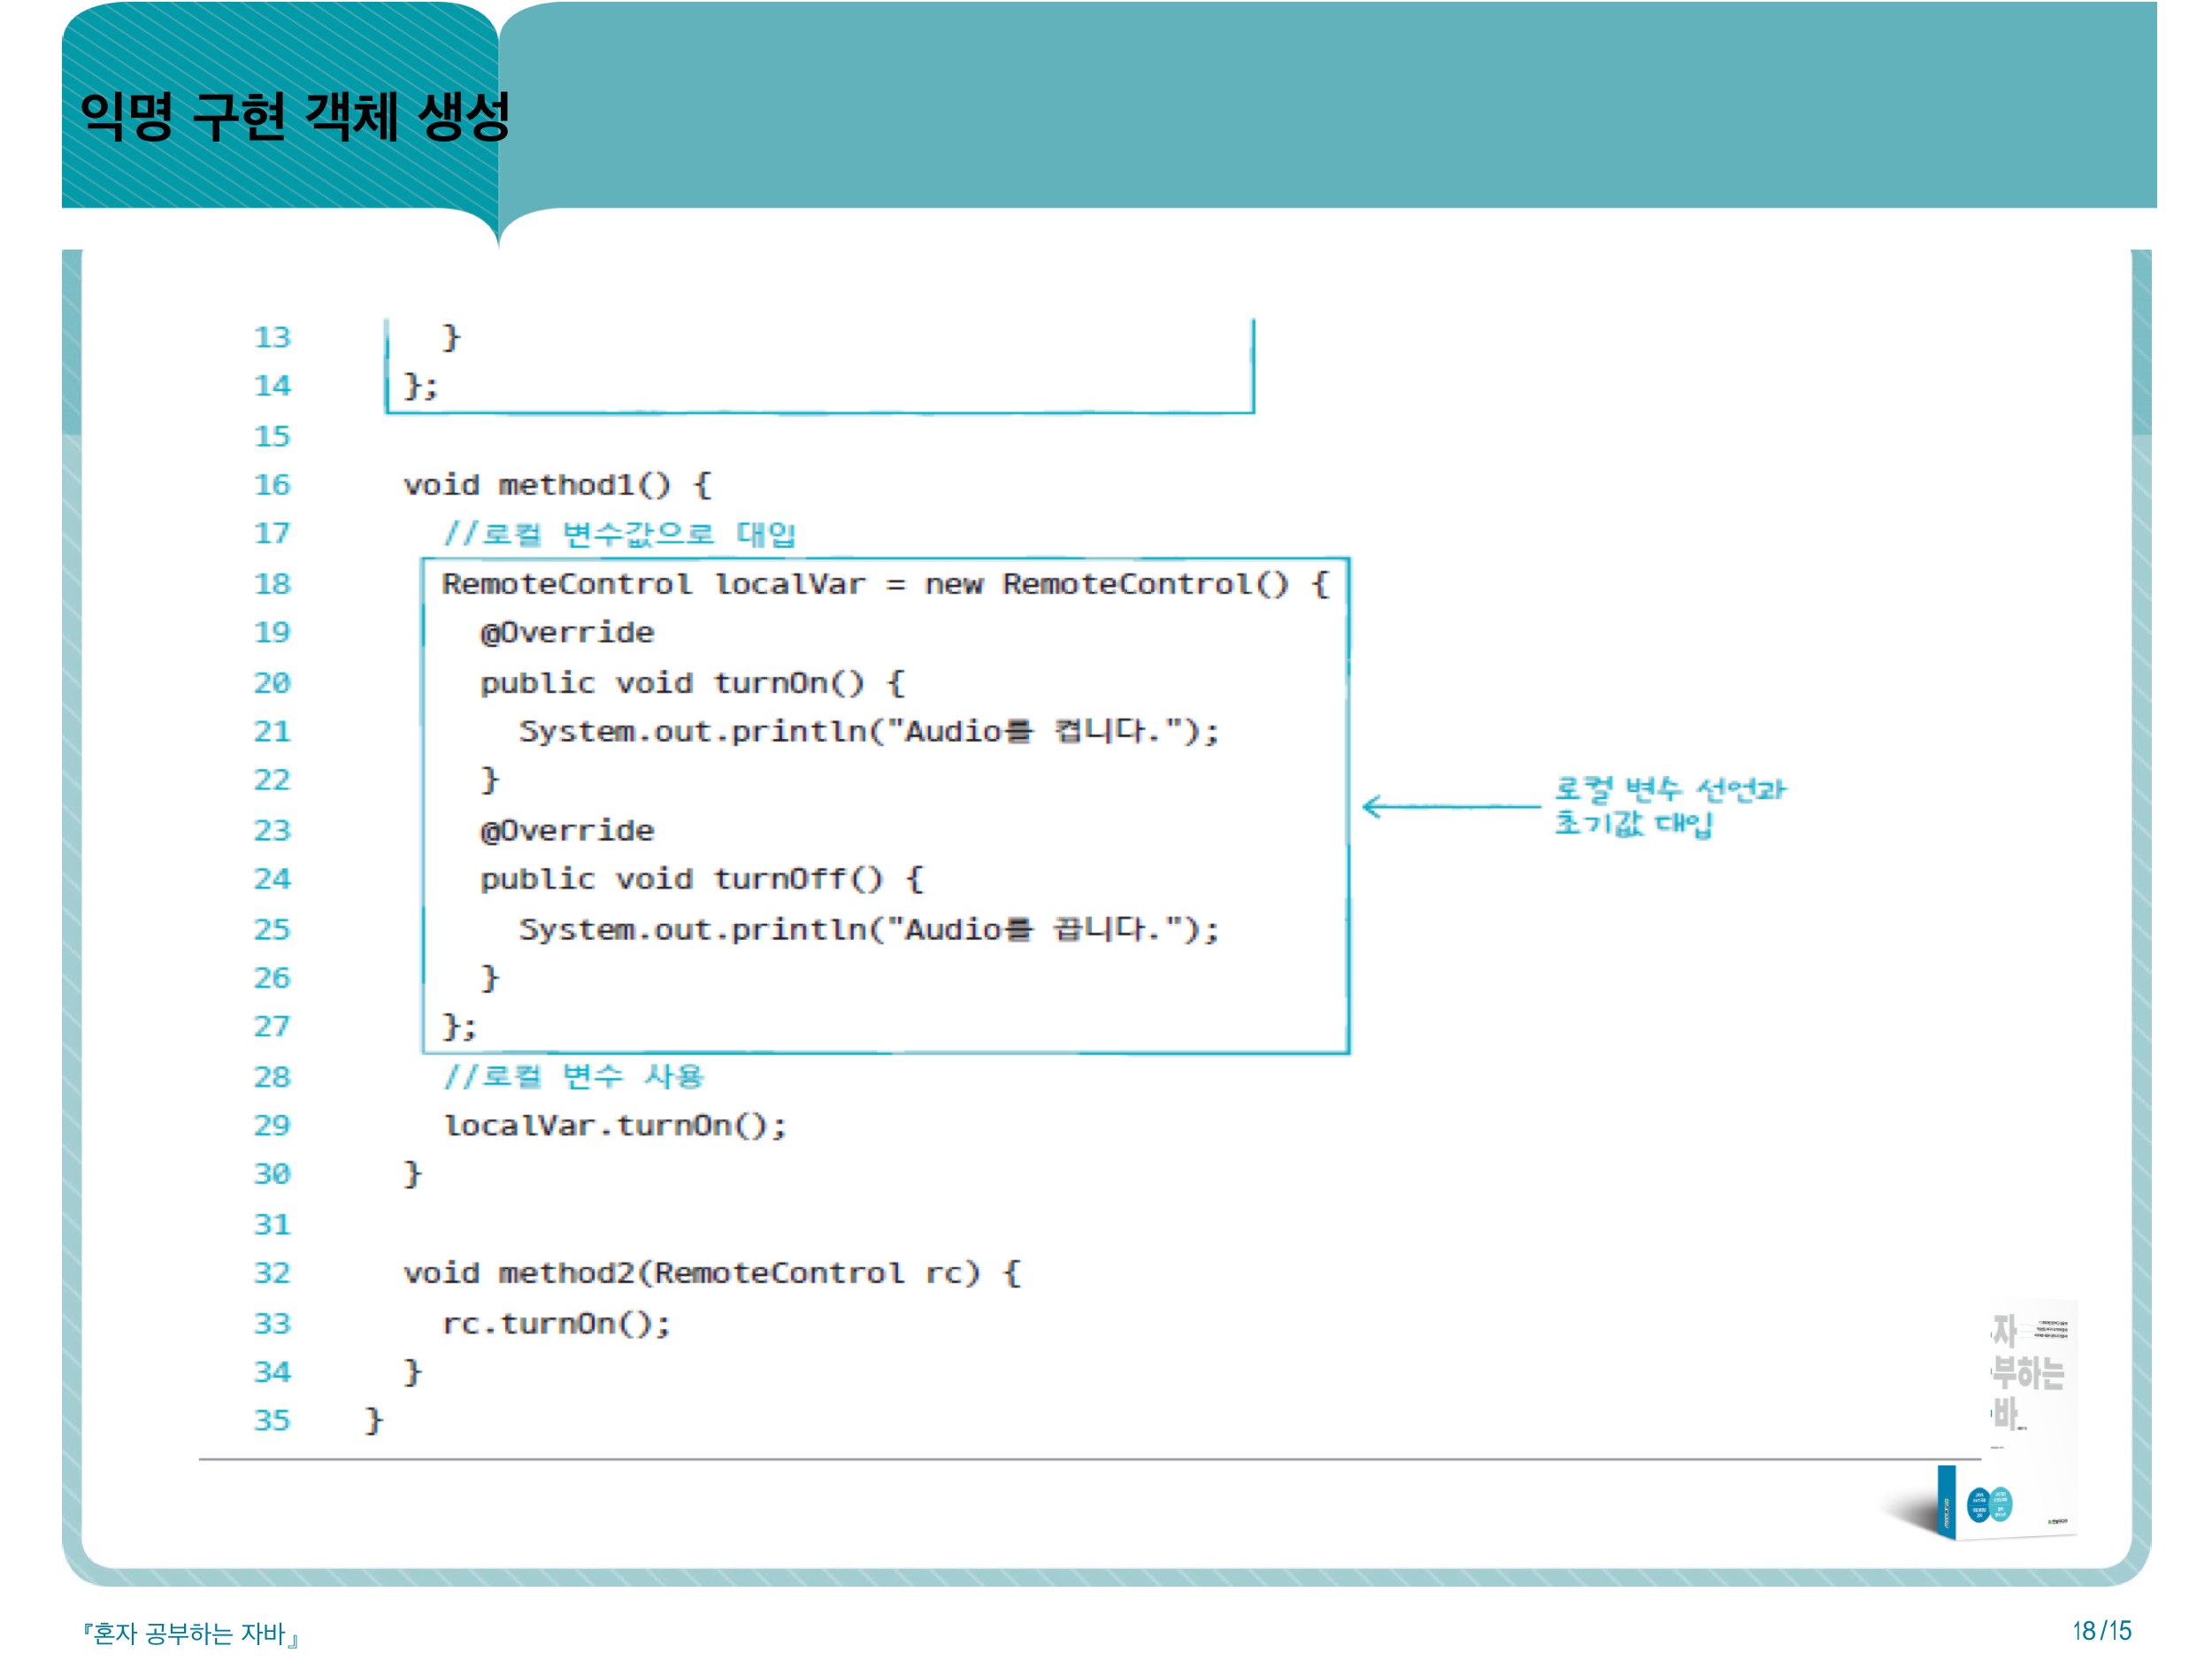 익명 구현 객체 생성
13 }
14 };
15
16 void method1() {
17 //로컬 변수값으로 대입
18 RemoteControl localVar = new RemoteControl() {
19 @Override
20 public void turnOn() {
21 System.out.println("Audio를 켭니다.");
22 }
23 @Override
24 public void turnOff() {
25 System.out.println("Audio를 끕니다.");
26 }
27 };
로컬 변수 선언과
초기값 대입
28 //로컬 변수 사용
29 localVar.turnOn();
30 }
31
32 void method2(RemoteControl rc) {
33 rc.turnOn();
34 }
35 }
자
부하는
바
『혼자 공부하는 자바』
18/15